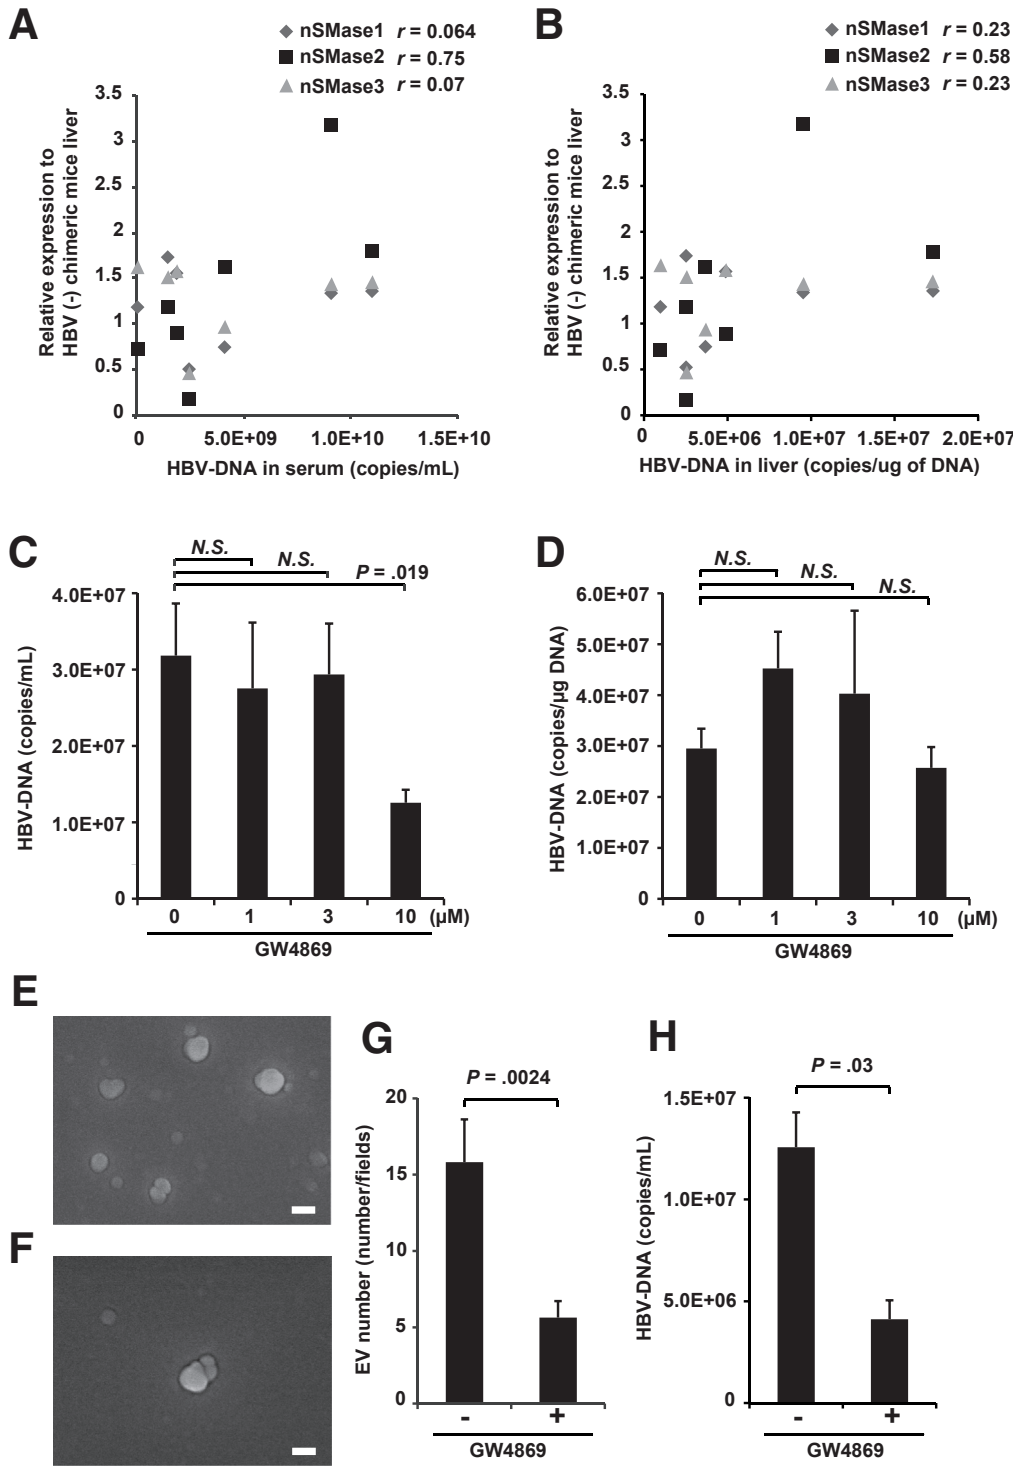 A
nSMase1 r = 0.064
nSMase2 r = 0.75
nSMase3 r = 0.07
Relative expression to
HBV (-) chimeric mice liver
3.5
3
2.5
2
1.5
1
0.5
0
0 5.0E+09 1.0E+10 1.5E+10
HBV-DNA in serum (copies/mL)
B
nSMase1 r = 0.23
nSMase2 r = 0.58
nSMase3 r = 0.23
Relative expression to
HBV (-) chimeric mice liver
3.5
3
2.5
2
1.5
1
0.5
0
0 5.0E+06 1.0E+07 1.5E+07 2.0E+07
HBV-DNA in liver (copies/ug of DNA)
C
N.S.
N.S.
P = .019
HBV-DNA (copies/mL)
4.0E+07
3.0E+07
2.0E+07
1.0E+07
0
0 1 3 10 (µM)
GW4869
D
N.S.
N.S.
N.S.
HBV-DNA (copies/µg DNA)
6.0E+07
5.0E+07
4.0E+07
3.0E+07
2.0E+07
1.0E+07
0
0 1 3 10 (µM)
GW4869
E
F
G
P = .0024
EV number (number/fields)
20
15
10
5
0
- +
GW4869
H
P = .03
HBV-DNA (copies/mL)
1.5E+07
1.0E+07
5.0E+06
0
- +
GW4869